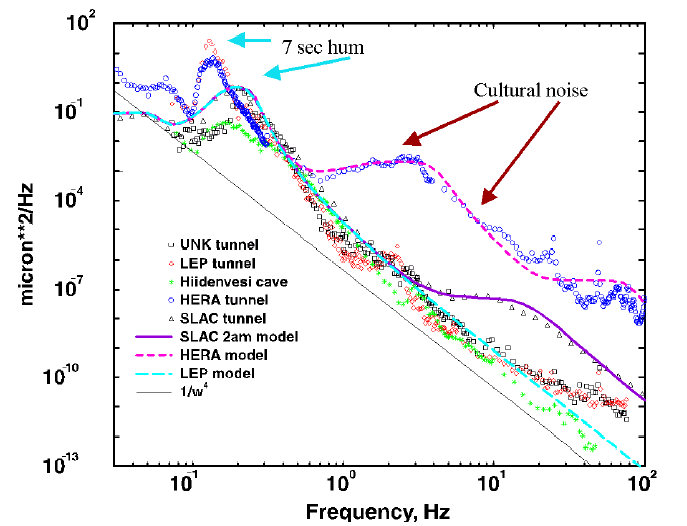 10^2
7 sec hum
10^-1
Cultural noise
10^-4
micron**2/Hz
UNK tunnel
LEP tunnel
Hiidenvesi cave
HERA tunnel
10^-7
SLAC tunnel
SLAC 2am model
HERA model
LEP model
10^-10
1/w^4
10^-13
10^-1
10^0
10^1
10^2
Frequency, Hz